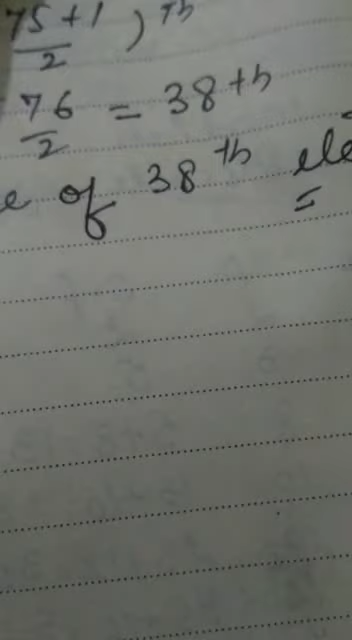 75+1/2 )th
76/2 = 38th
of 38th